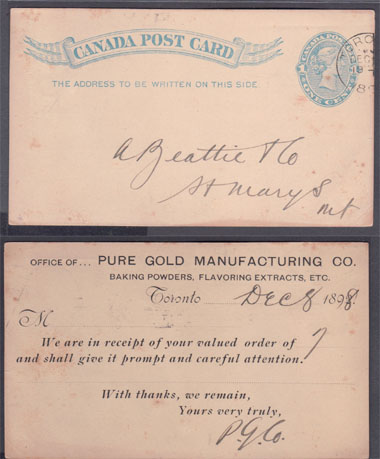 CANADA POST CARD
THE ADDRESS TO BE WRITTEN ON THIS SIDE
ONE CENT
A Beattie & Co
St Marys
Ont
OFFICE OF... PURE GOLD MANUFACTURING CO.
BAKING POWDERS, FLAVORING EXTRACTS, ETC.
Toronto Dec 8 1898.
M
We are in receipt of your valued order of 7
and shall give it prompt and careful attention.
With thanks, we remain,
Yours very truly,
P.G.Co.